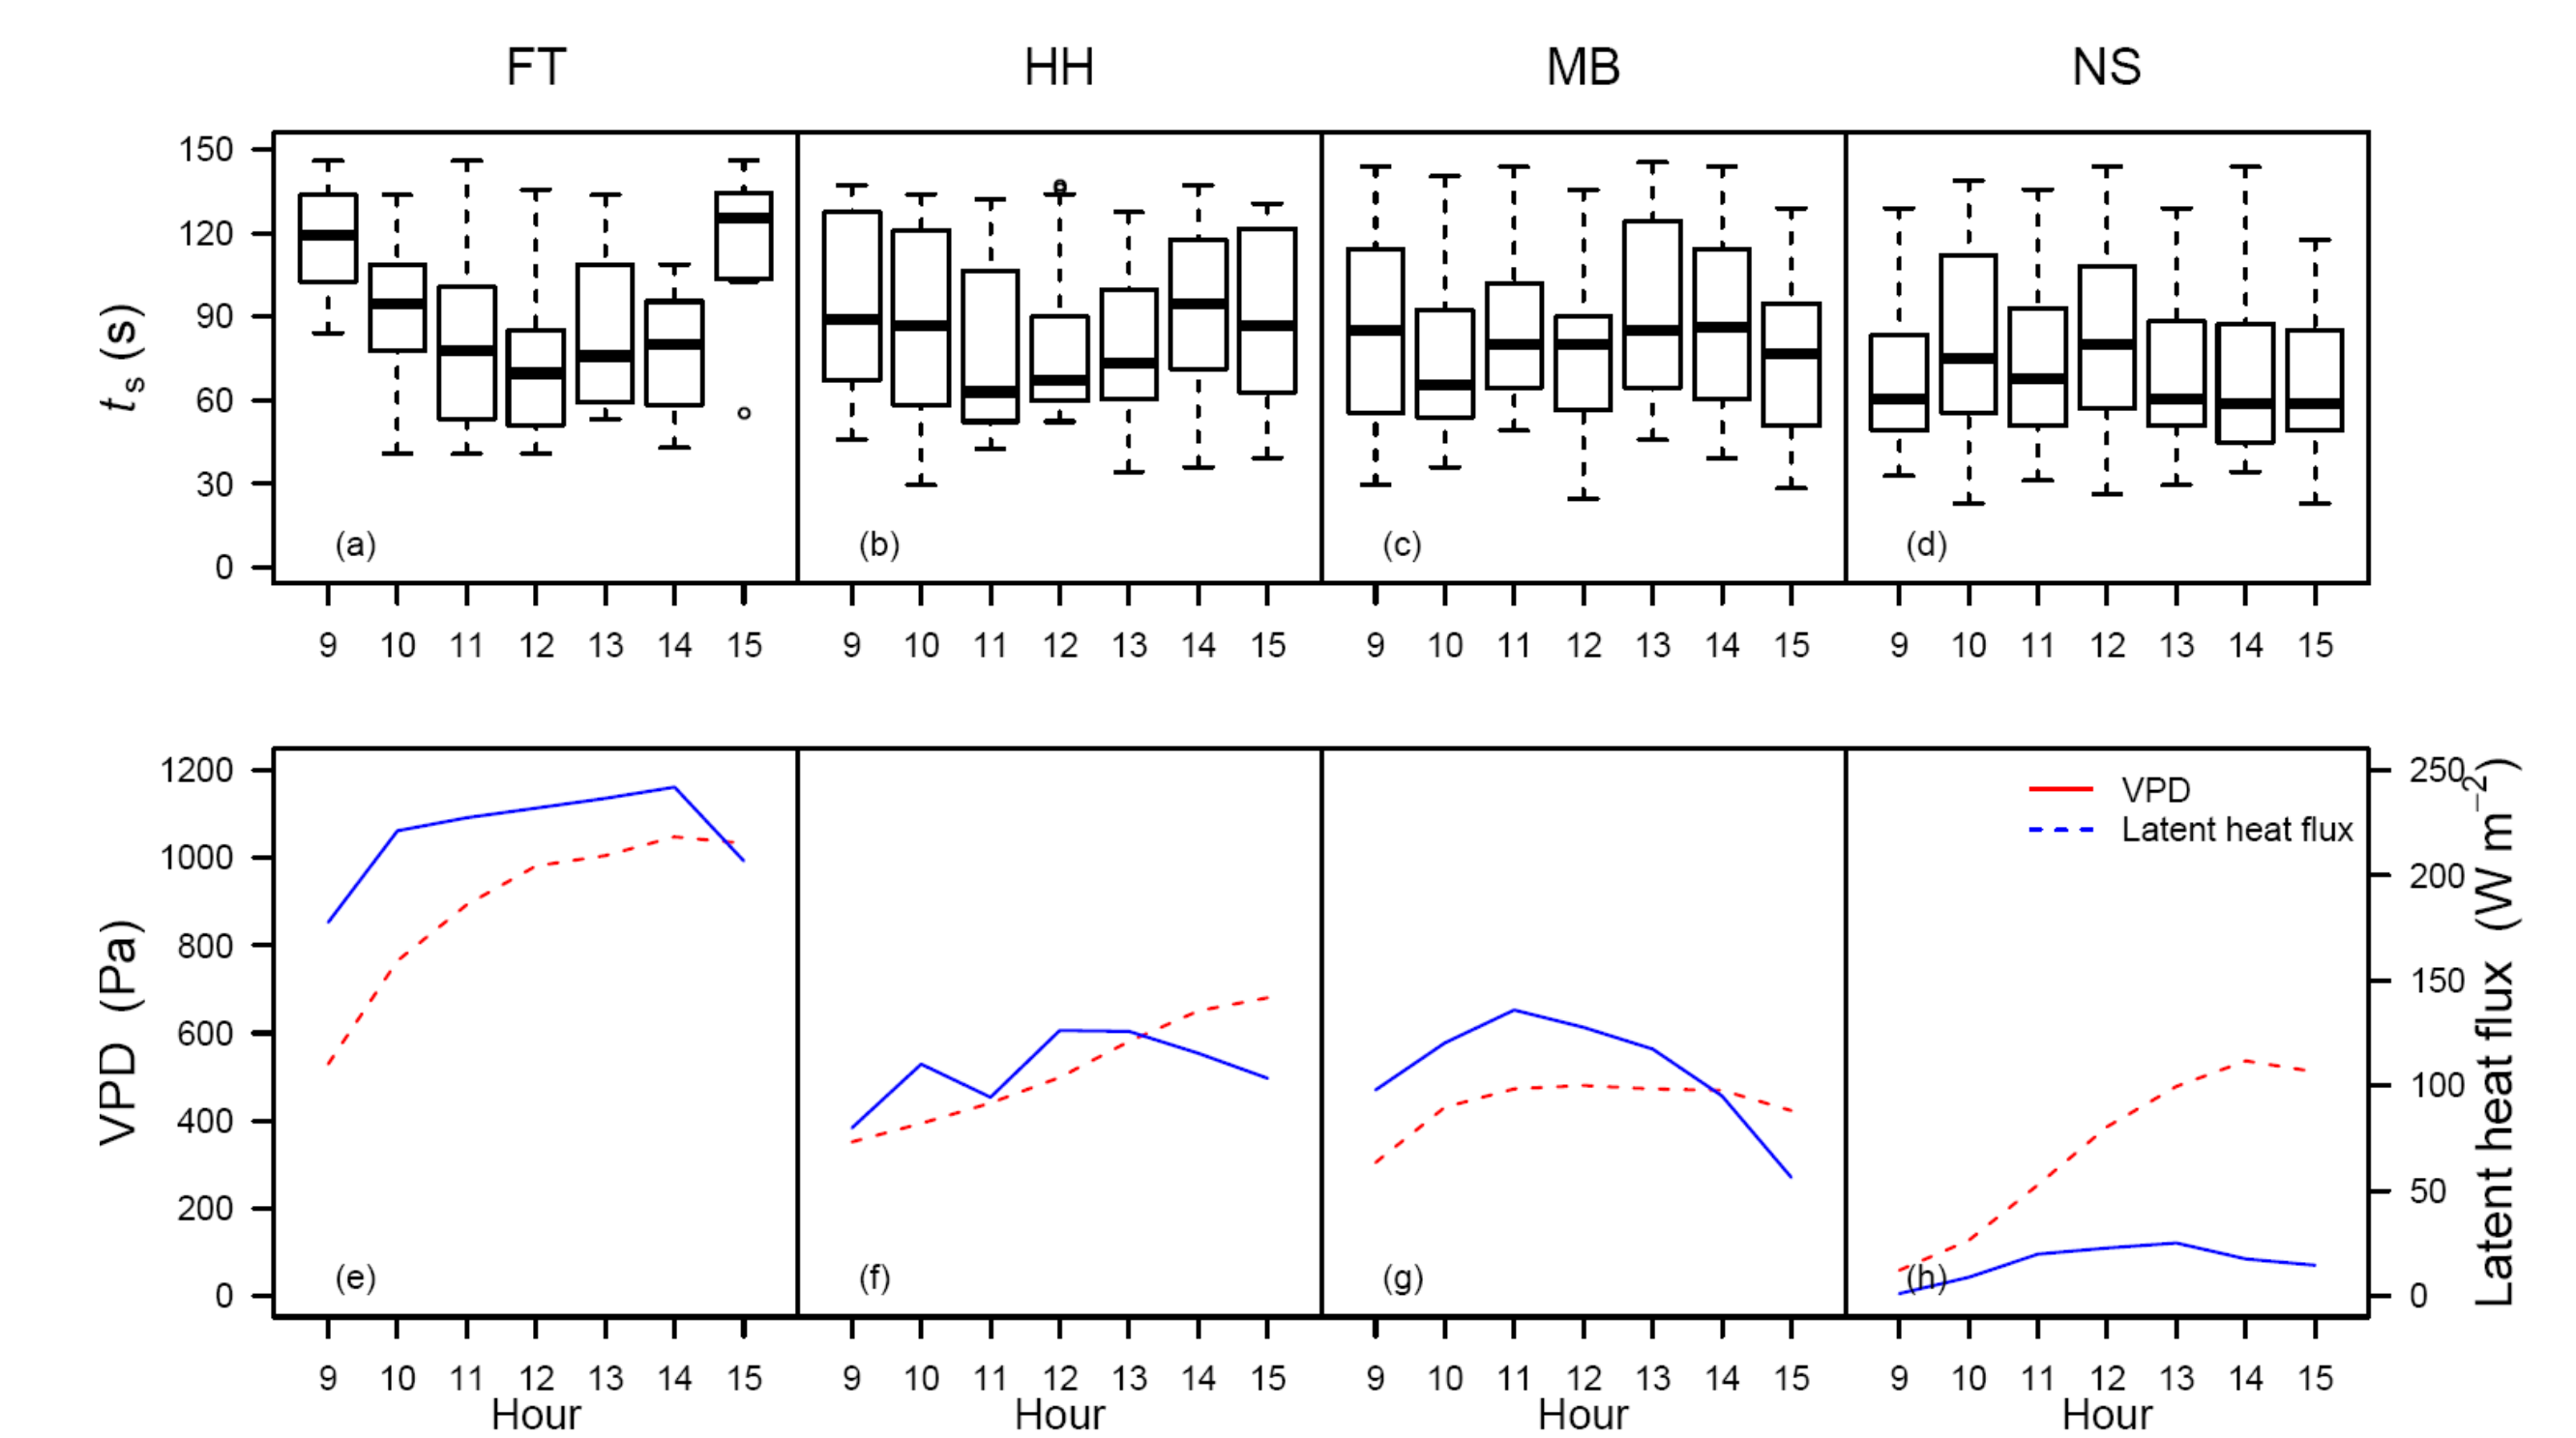 FT HH MB NS
150
120
90
60
30
0
t s (s)
(a) (b) (c) (d)
9 10 11 12 13 14 15 9 10 11 12 13 14 15 9 10 11 12 13 14 15 9 10 11 12 13 14 15
1200
1000
800
600
400
200
0
VPD (Pa)
VPD
Latent heat flux
250
200
150
100
50
0
Latent heat flux (W m−2)
(e) (f) (g) (h)
9 10 11 12 13 14 15 9 10 11 12 13 14 15 9 10 11 12 13 14 15 9 10 11 12 13 14 15
Hour Hour Hour Hour